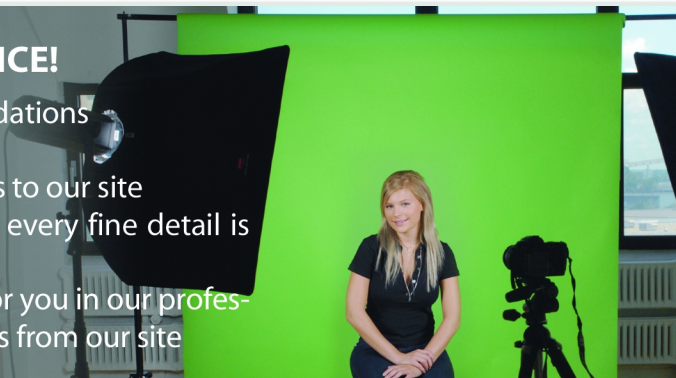 ICE!
dations
s to our site
every fine detail is
or you in our profes-
s from our site